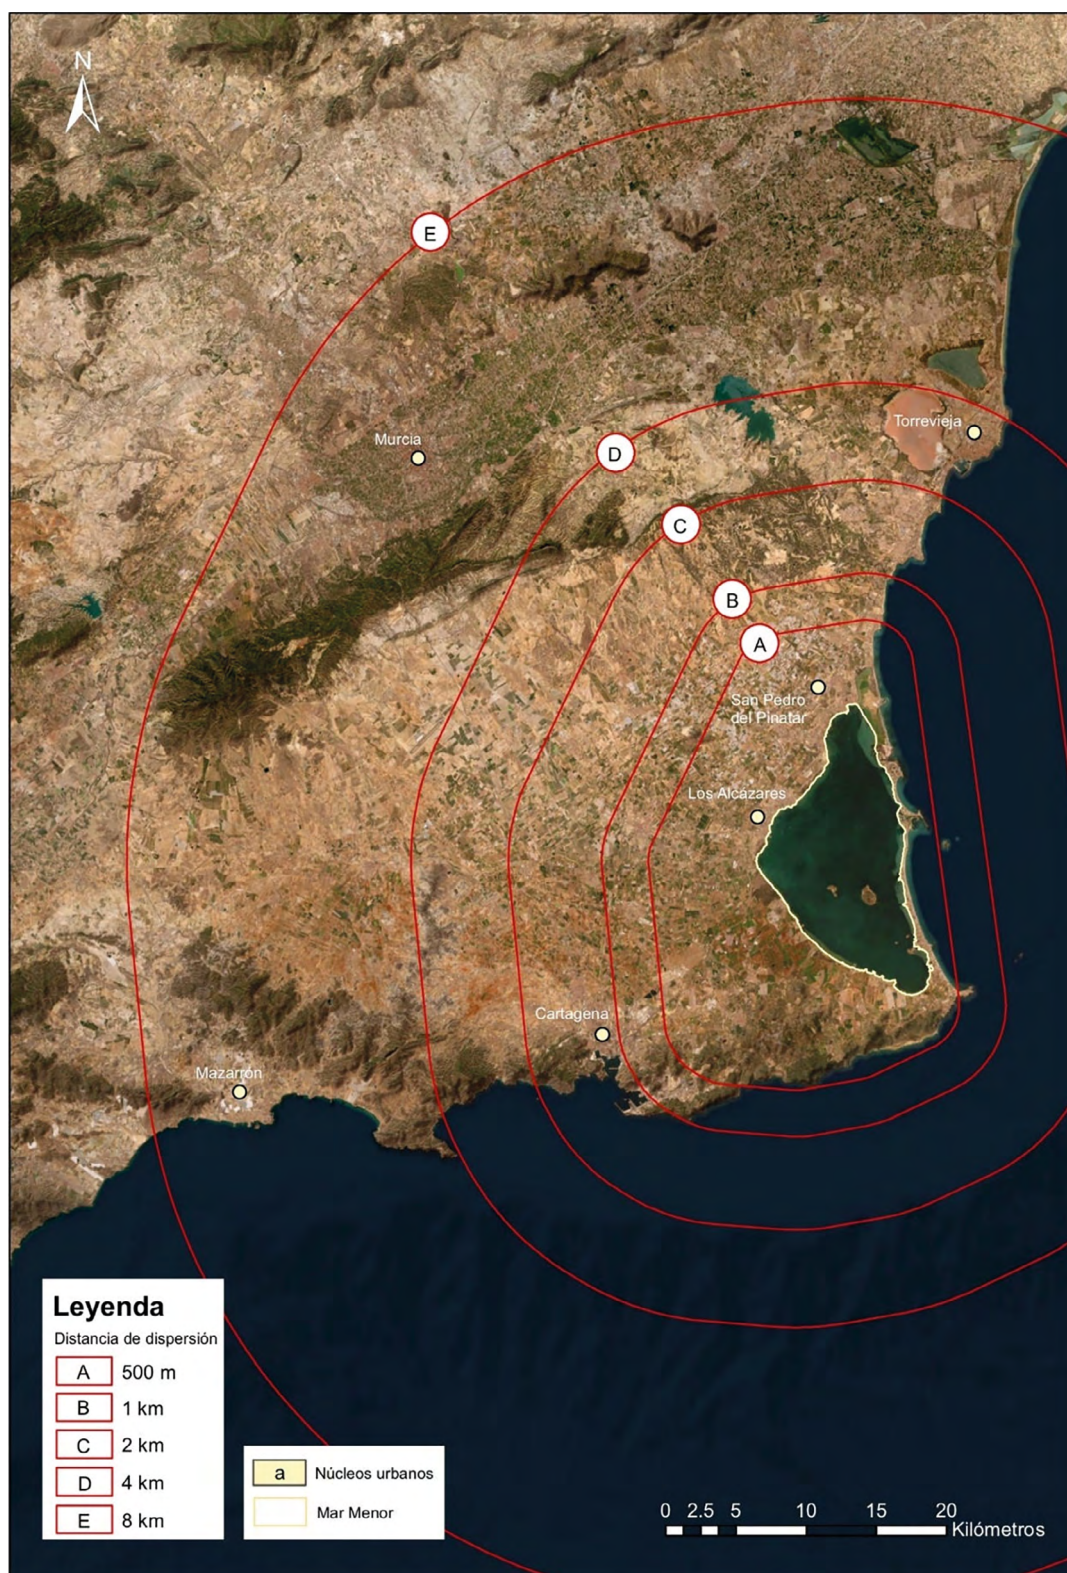 N
E
Murcia
D
Torrevieja
C
B
A
San Pedro
del Pinatar
Los Alcázares
Cartagena
Mazarrón
Leyenda
Distancia de dispersión
A 500 m
B 1 km
C 2 km
D 4 km
E 8 km
a Núcleos urbanos
Mar Menor
0 2.5 5 10 15 20
Kilómetros